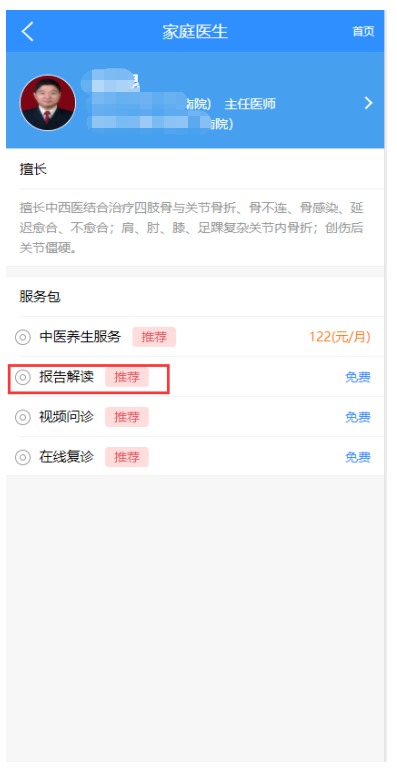 家庭医生
首页
南院） 主任医师
南院）
擅长
擅长中西医结合治疗四肢骨与关节骨折、骨不连、骨感染、延
迟愈合、不愈合；肩、肘、膝、足踝复杂关节内骨折；创伤后
关节僵硬。
服务包
中医养生服务 推荐 122(元/月)
报告解读 推荐 免费
视频问诊 推荐 免费
在线复诊 推荐 免费